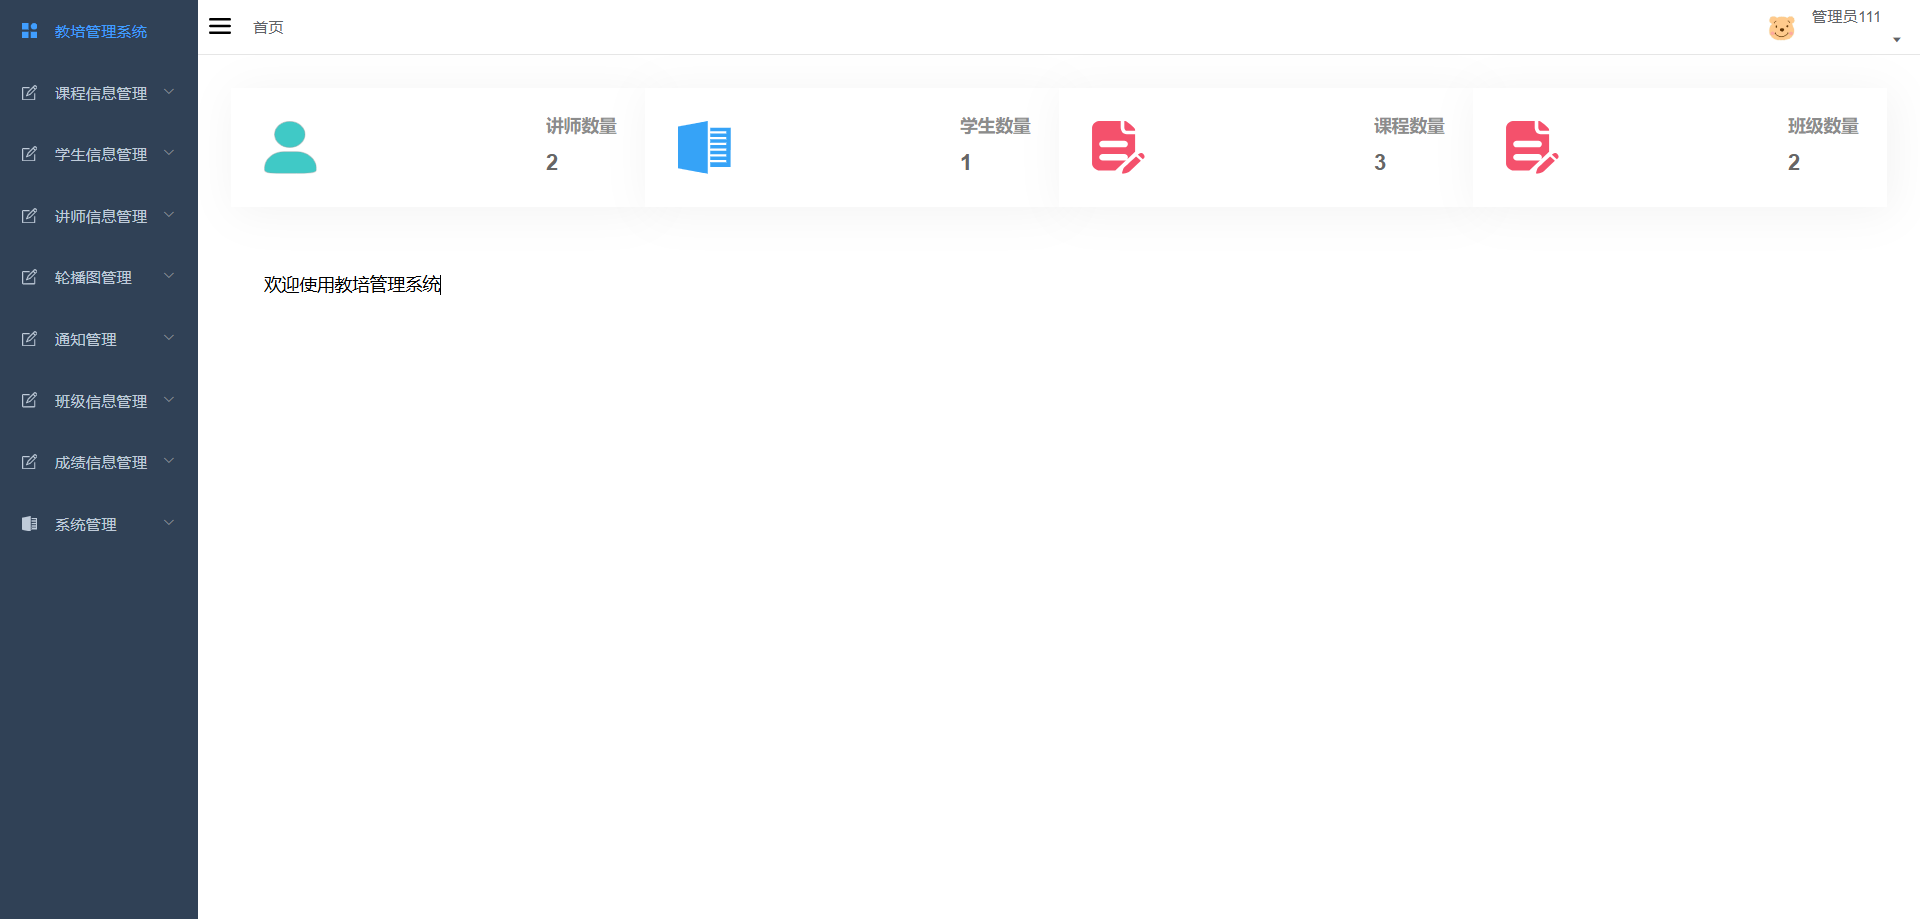 教培管理系统
课程信息管理
学生信息管理
讲师信息管理
轮播图管理
通知管理
班级信息管理
成绩信息管理
系统管理
首页
管理员111
讲师数量
2
学生数量
1
课程数量
3
班级数量
2
欢迎使用教培管理系统